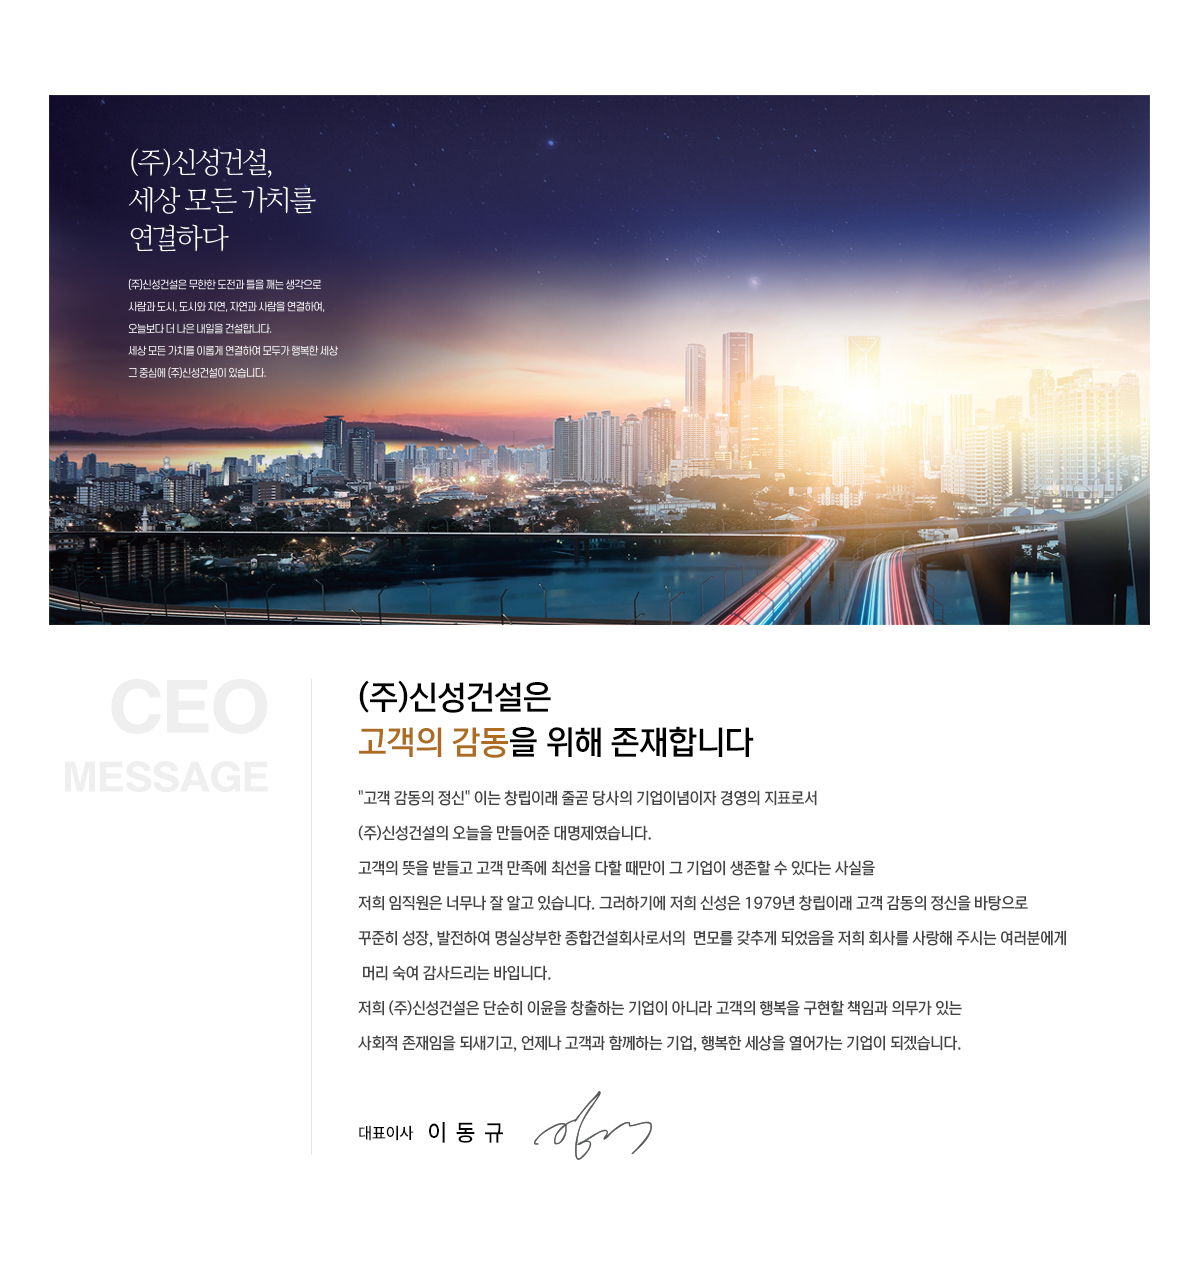 (주)신성건설,
세상 모든 가치를
연결하다
(주)신성건설은 무한한 도전과 틀을 깨는 생각으로
사람과 도시, 도시와 자연, 자연과 사람을 연결하여,
오늘보다 더 나은 내일을 건설합니다.
세상 모든 가치를 이롭게 연결하여 모두가 행복한 세상
그 중심에 (주)신성건설이 있습니다.
CEO
MESSAGE
(주)신성건설은
고객의 감동을 위해 존재합니다
"고객 감동의 정신" 이는 창립이래 줄곧 당사의 기업이념이자 경영의 지표로서
(주)신성건설의 오늘을 만들어준 대명제였습니다.
고객의 뜻을 받들고 고객 만족에 최선을 다할 때만이 그 기업이 생존할 수 있다는 사실을
저희 임직원은 너무나 잘 알고 있습니다. 그러하기에 저희 신성은 1979년 창립이래 고객 감동의 정신을 바탕으로
꾸준히 성장, 발전하여 명실상부한 종합건설회사로서의 면모를 갖추게 되었음을 저희 회사를 사랑해 주시는 여러분에게
머리 숙여 감사드리는 바입니다.
저희 (주)신성건설은 단순히 이윤을 창출하는 기업이 아니라 고객의 행복을 구현할 책임과 의무가 있는
사회적 존재임을 되새기고, 언제나 고객과 함께하는 기업, 행복한 세상을 열어가는 기업이 되겠습니다.
대표이사 이 동 규